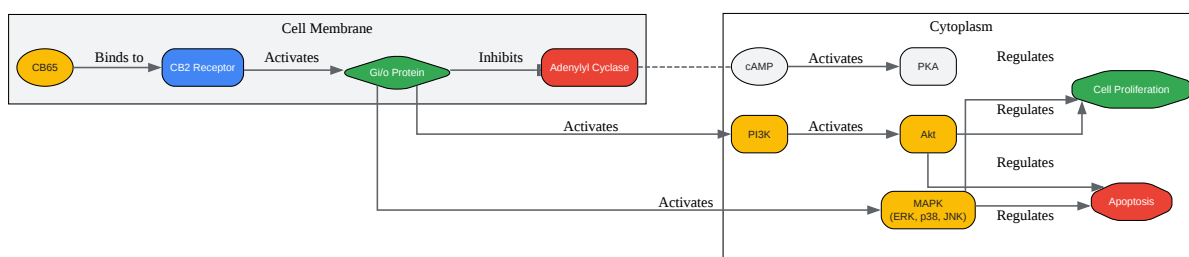 Cell Membrane
Cytoplasm
CB65
Binds to
CB2 Receptor
Activates
Gi/o Protein
Inhibits
Adenylyl Cyclase
cAMP
Activates
PKA
Regulates
Cell Proliferation
Regulates
Activates
PI3K
Activates
Akt
Regulates
Activates
MAPK
(ERK, p38, JNK)
Regulates
Apoptosis